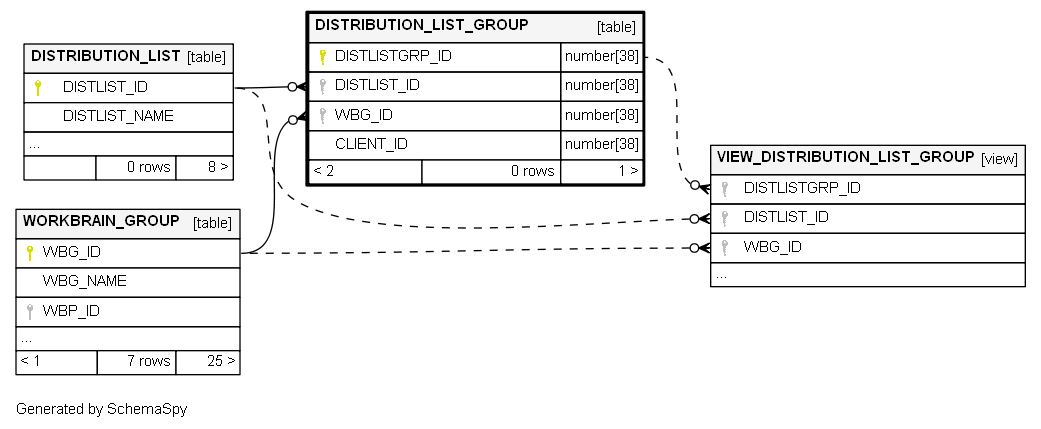 DISTRIBUTION_LIST_GROUP [table]
DISTLISTGRP_ID number[38]
DISTLIST_ID number[38]
WBG_ID number[38]
CLIENT_ID number[38]
< 2 0 rows 1 >
DISTRIBUTION_LIST [table]
DISTLIST_ID
DISTLIST_NAME
...
0 rows 8 >
VIEW_DISTRIBUTION_LIST_GROUP [view]
DISTLISTGRP_ID
DISTLIST_ID
WBG_ID
...
WORKBRAIN_GROUP [table]
WBG_ID
WBG_NAME
WBP_ID
...
< 1 7 rows 25 >
Generated by SchemaSpy